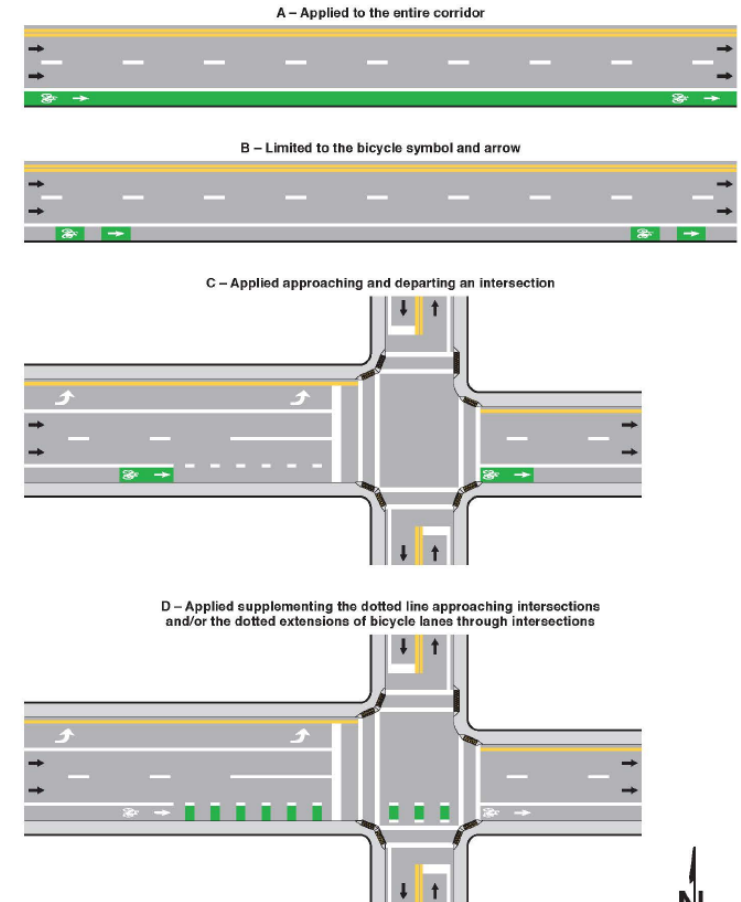 A – Applied to the entire corridor
B – Limited to the bicycle symbol and arrow
C – Applied approaching and departing an intersection
D – Applied supplementing the dotted line approaching intersections
and/or the dotted extensions of bicycle lanes through intersections
N